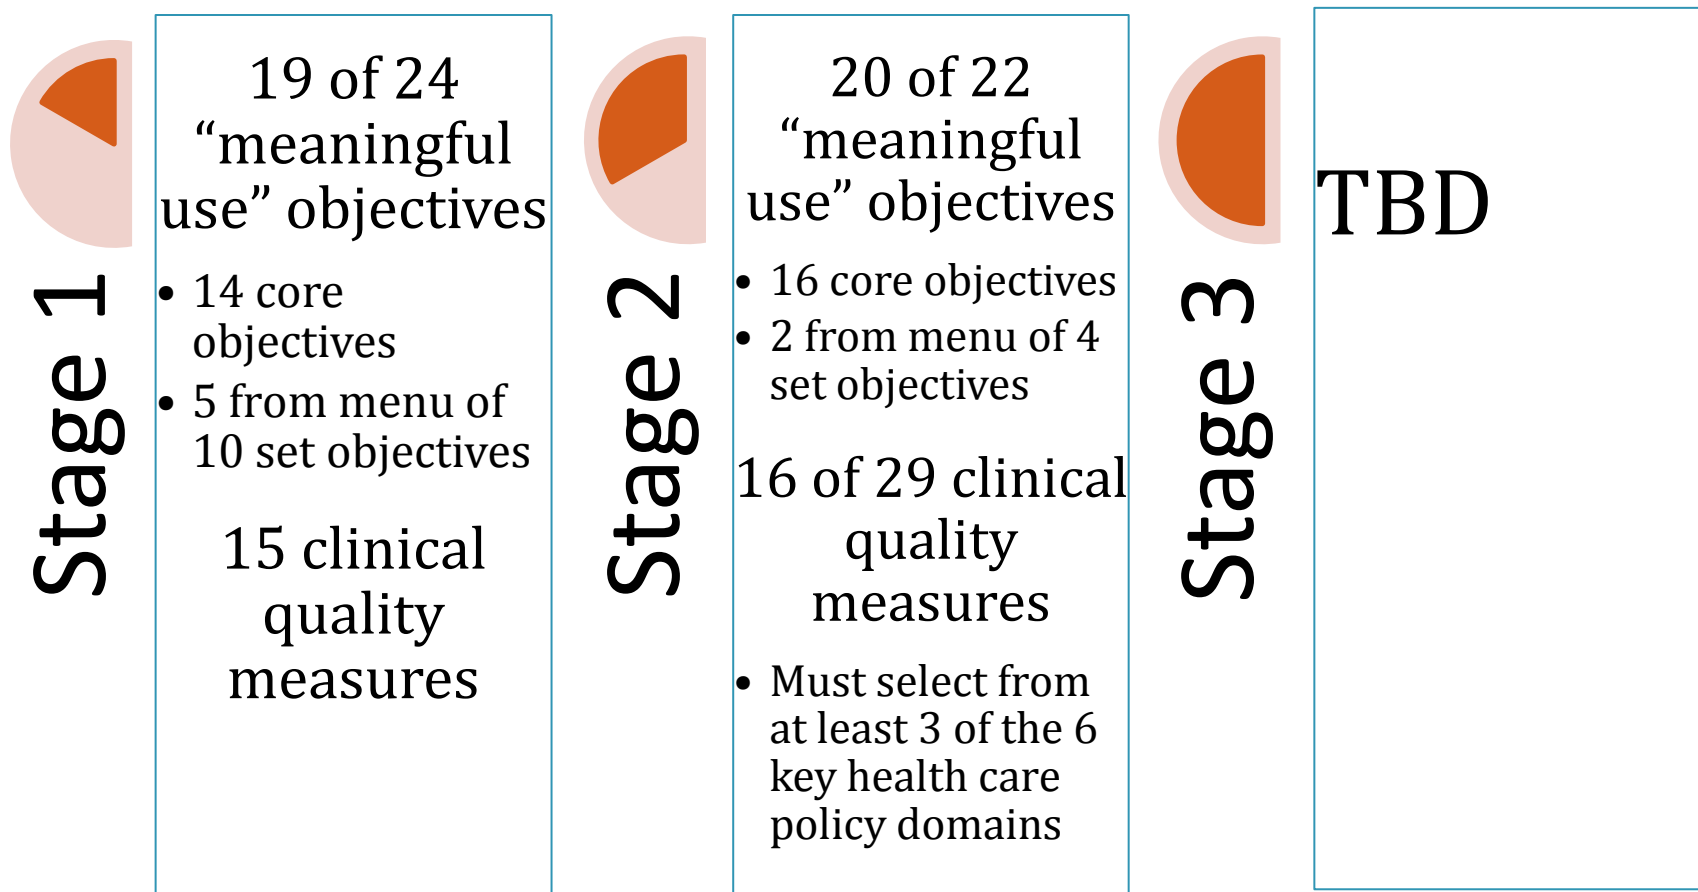 Stage 1
19 of 24
“meaningful
use” objectives
• 14 core
objectives
• 5 from menu of
10 set objectives
15 clinical
quality
measures
Stage 2
20 of 22
“meaningful
use” objectives
• 16 core objectives
• 2 from menu of 4
set objectives
16 of 29 clinical
quality
measures
• Must select from
at least 3 of the 6
key health care
policy domains
Stage 3
TBD